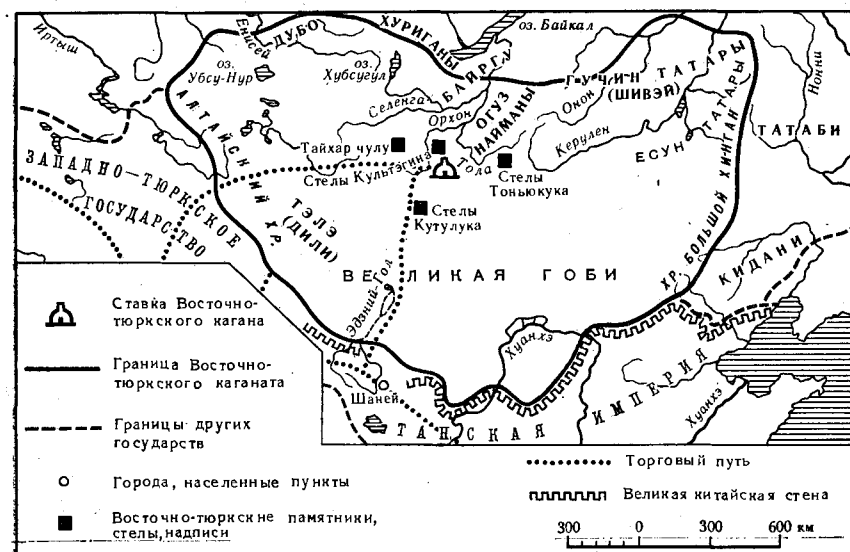 Иртыш
Енисей
ДУБО
ХУРИГАНЫ
оз. Байкал
оз.
Убсу-Нур
оз.
Хубсугул
БАЙРГУ
ГУЧИН ТАТАРЫ
(ШИВЭЙ)
Нонни
Селенга
Орхон
ОГУЗ
НАЙМАНЫ
Онон
Керулен
ЕСУН ТАТАРЫ
ТАТАБИ
АЛТАЙСКИЙ ХР.
Тайхар чулу
Стелы Культэгина
Тола
Стелы
Тоньюкука
ЗАПАДНО-ТЮРКСКОЕ
ГОСУДАРСТВО
ТЭЛЭ
(ДИЛИ)
Стелы
Кутулука
ХР. БОЛЬШОЙ ХИНГАН
ВЕЛИКАЯ ГОБИ
КИДАНИ
Эдзний-Гол
Хуанхэ
Шаней
ТАНСКАЯ ИМПЕРИЯ
Хуанхэ
Ставка Восточно-
тюркского кагана
Граница Восточно-
тюркского каганата
Границы других
государств
Города, населенные пункты
Восточно-тюркские памятники,
стелы, надписи
Торговый путь
Великая китайская стена
300 0 300 600 км